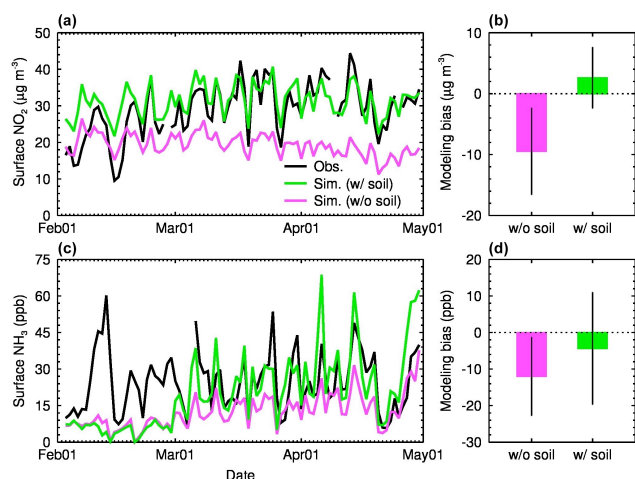 (a)
(b)
50
40
30
20
10
0
Surface NO₂ (µg m⁻³)
Obs.
Sim. (w/ soil)
Sim. (w/o soil)
Feb01
Mar01
Apr01
May01
10
0
-10
-20
Modeling bias (µg m⁻³)
w/o soil
w/ soil
(c)
(d)
75
60
45
30
15
0
Surface NH₃ (ppb)
Feb01
Mar01
Apr01
May01
Date
20
10
0
-10
-20
-30
Modeling bias (ppb)
w/o soil
w/ soil